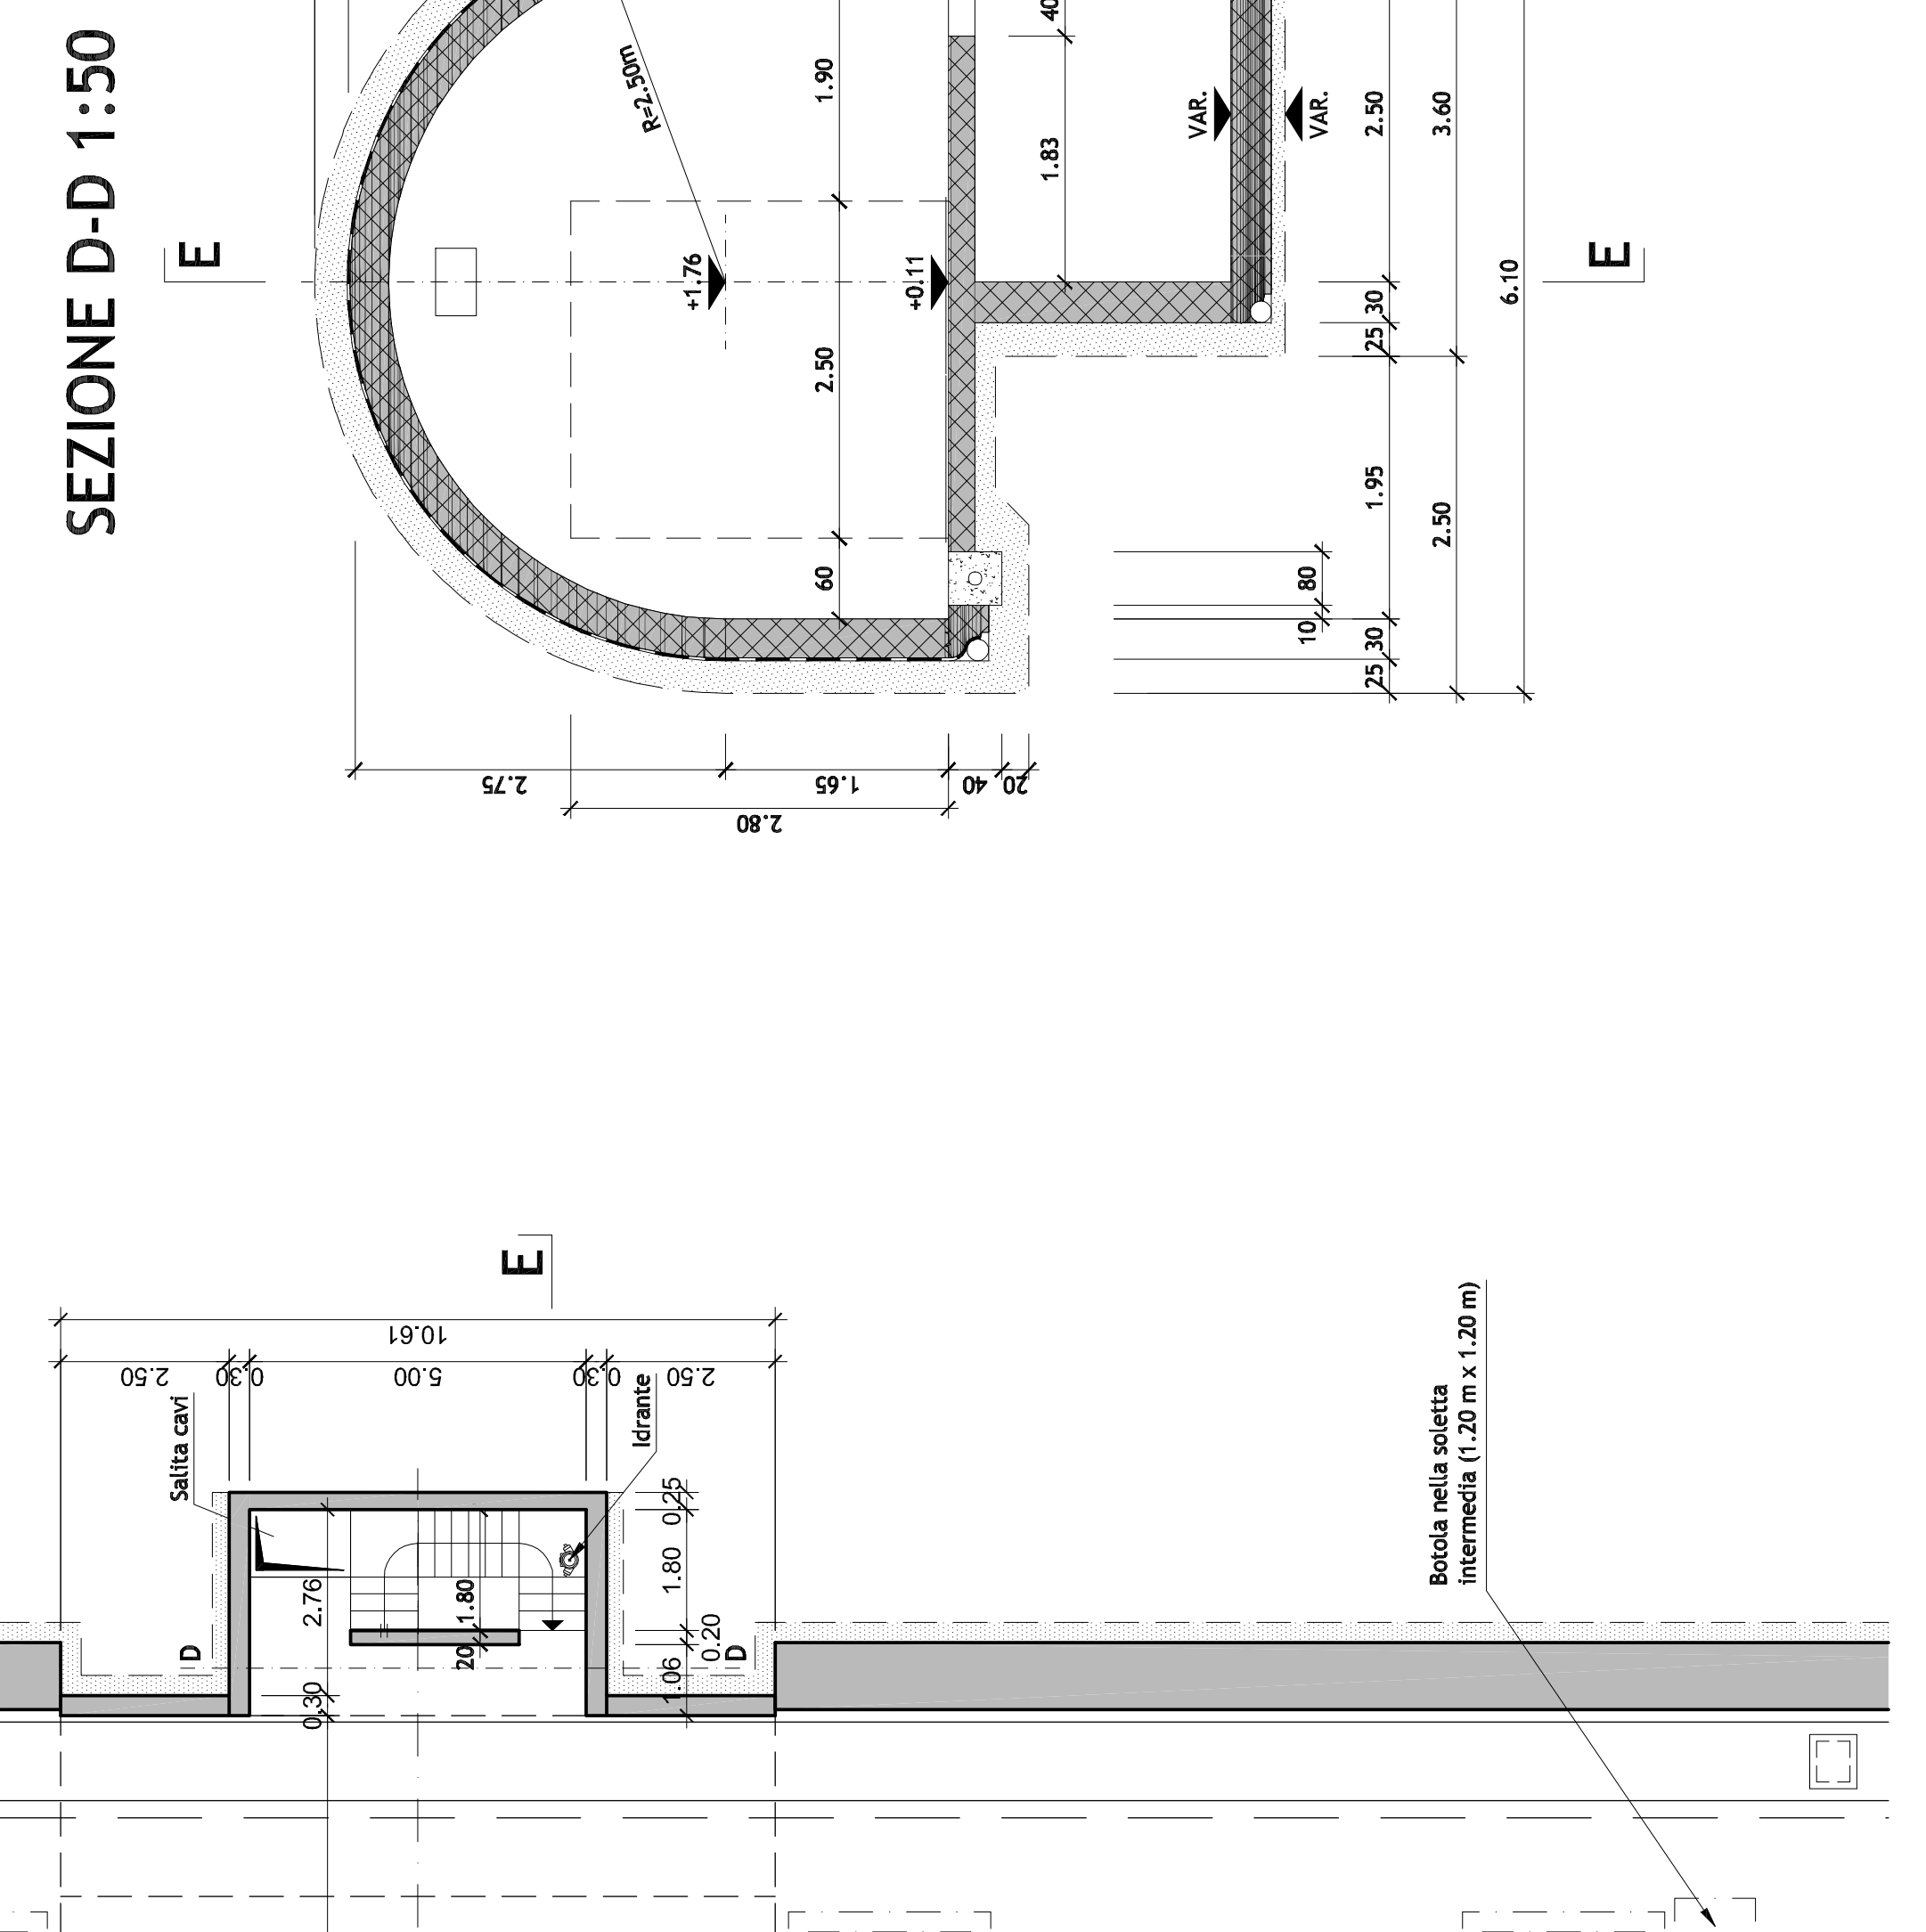 SEZIONE D-D 1:50
R=2.50m
1.90
40
1.83
VAR.
VAR.
2.50
3.60
E
E
+1.76
+0.11
6.10
30
25
2.50
1.95
2.50
60
80
10
30
25
2.75
1.65
40
20
2.80
E
10.61
2.50
0.30
5.00
0.30
2.50
Salita cavi
Idrante
0.25
1.80
2.76
1.80
20
0.20
1.06
0.30
D
D
Botola nella soletta
intermedia (1.20 m x 1.20 m)